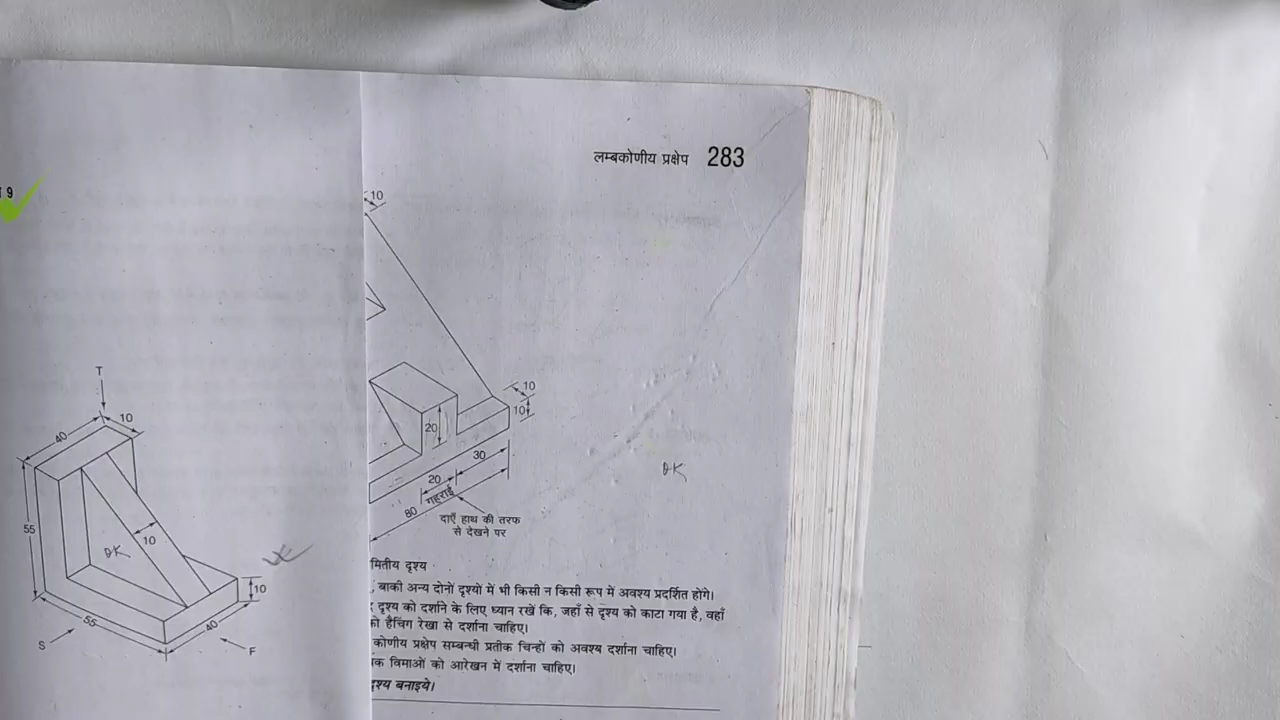 लम्बकोणीय प्रक्षेप 283
9
10
T
10
40
55
10
10
55
40
S
F
10
10
20
30
20
गहराई
80
दाएँ हाथ की तरफ
से देखने पर
मितीय दृश्य
, बाकी अन्य दोनों दृश्यों में भी किसी न किसी रूप में अवश्य प्रदर्शित होंगे।
दृश्य को दर्शाने के लिए ध्यान रखें कि, जहाँ से दृश्य को काटा गया है, वहाँ
को हैचिंग रेखा से दर्शाना चाहिए।
कोणीय प्रक्षेप सम्बन्धी प्रतीक चिन्हों को अवश्य दर्शाना चाहिए।
क विमाओं को आरेखन में दर्शाना चाहिए।
दृश्य बनाइये।